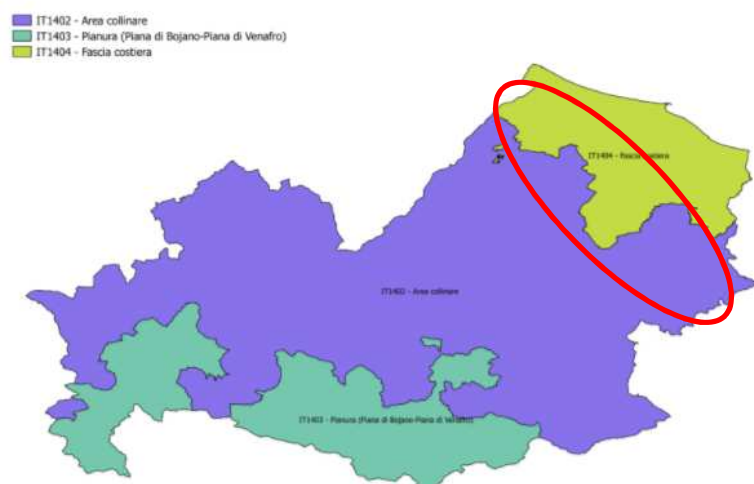 IT1402 - Area collinare
IT1403 - Pianura (Piana di Bojano-Piana di Venafro)
IT1404 - Fascia costiera
IT1404 - Fascia costiera
IT1402 - Area collinare
IT1403 - Pianura (Piana di Bojano-Piana di Venafro)